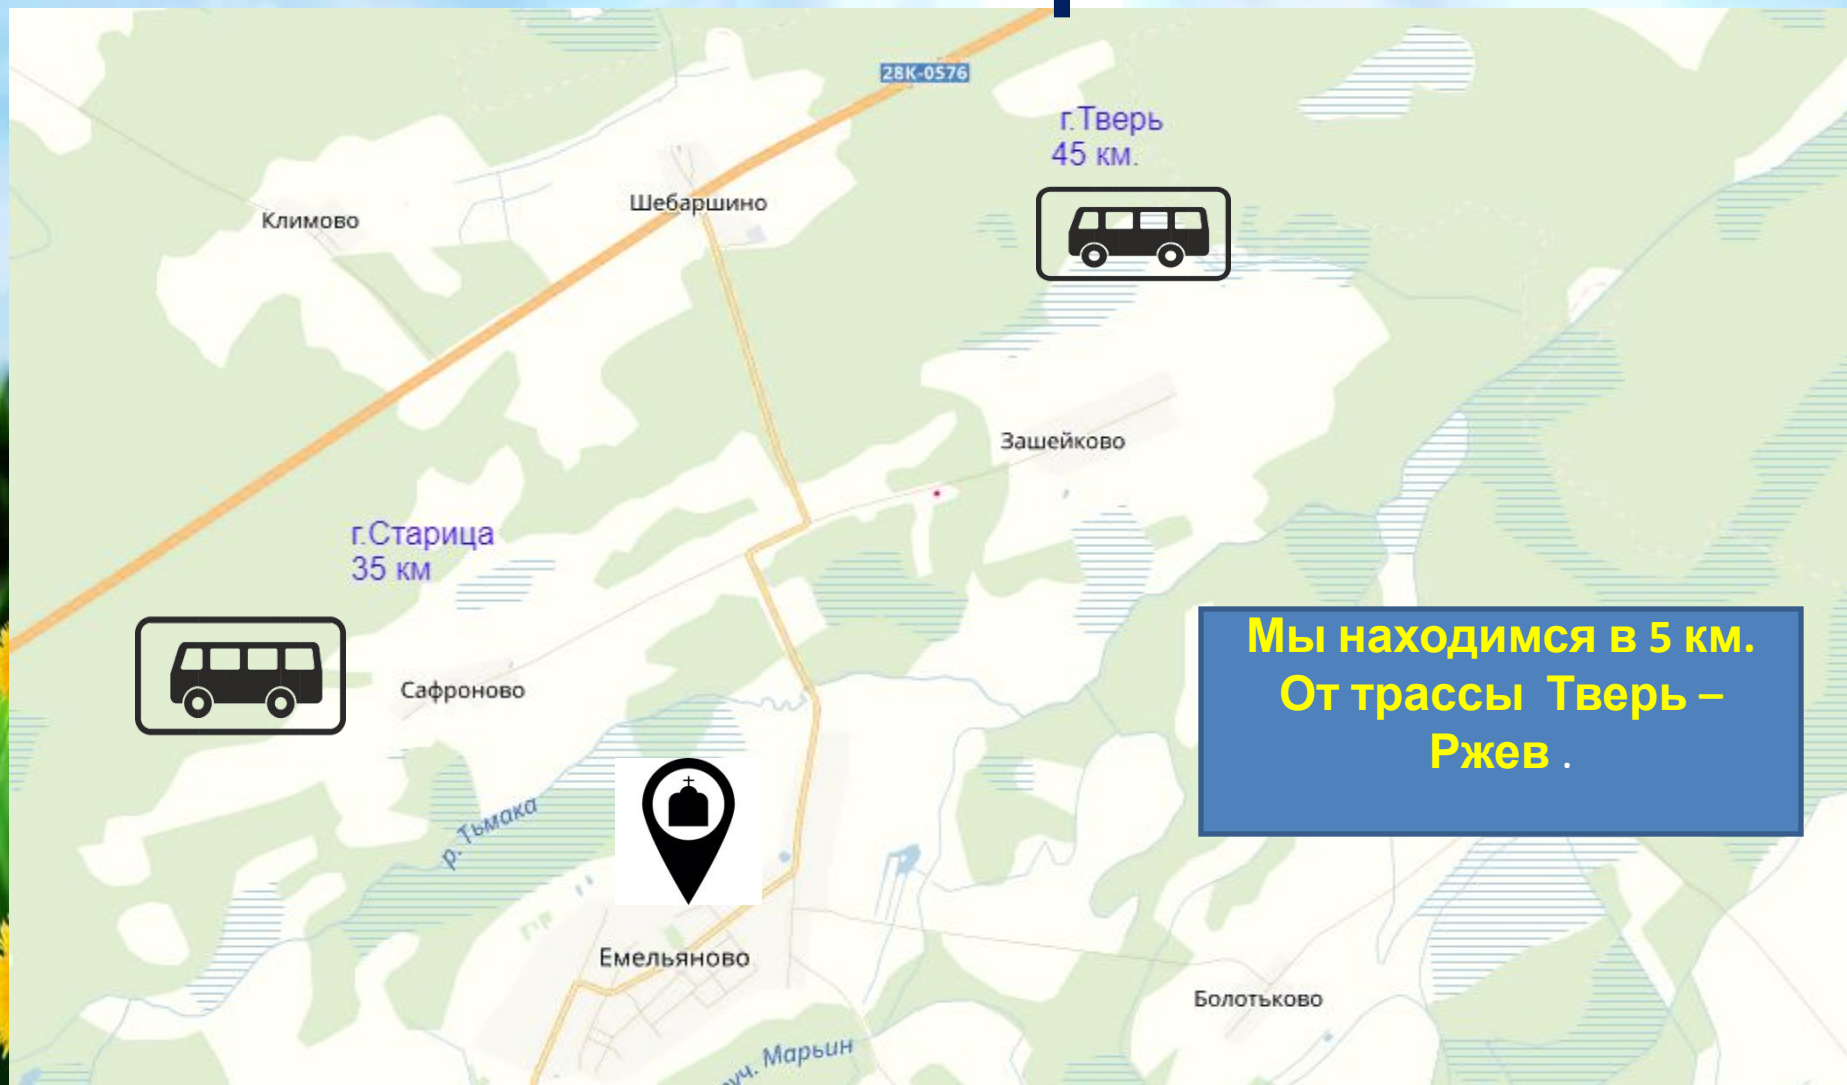 28К-0576
г.Тверь
45 км.
Шебаршино
Климово
Зашейково
г.Старица
35 км
Мы находимся в 5 км.
От трассы Тверь –
Ржев .
Сафроново
р. Тьмака
Емельяново
Болотьково
руч. Марьин